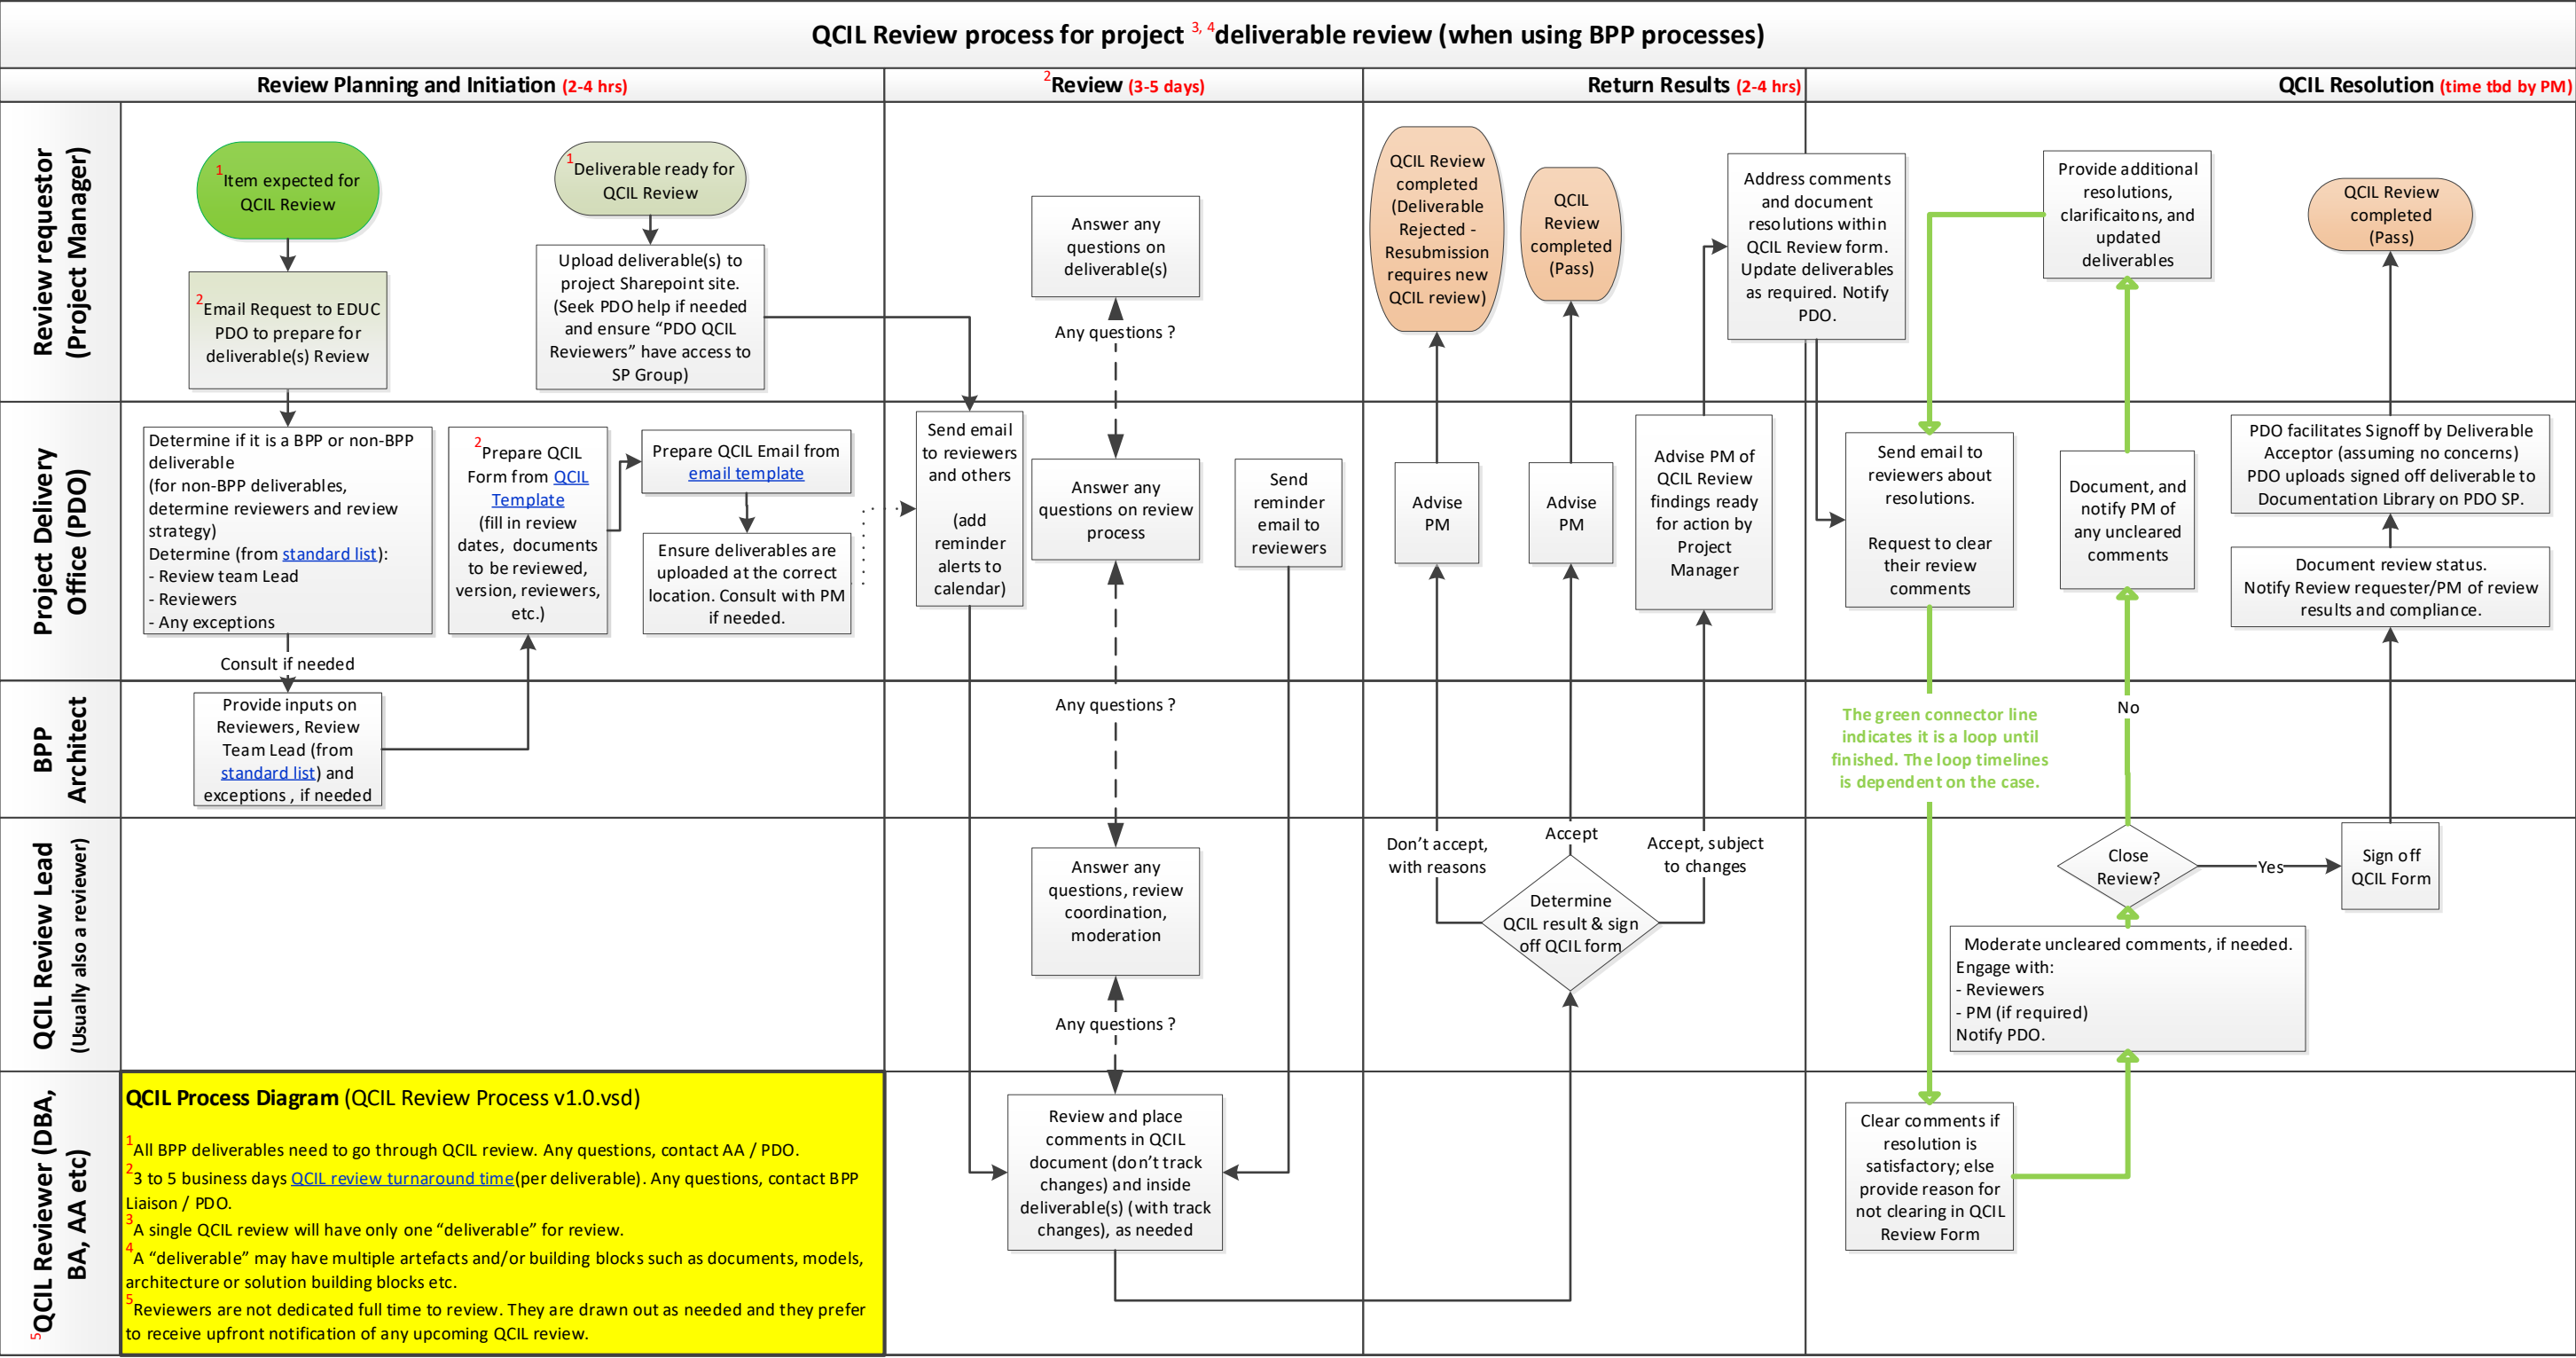 QCIL Review process for project 3, 4 deliverable review (when using BPP processes)
Review Planning and Initiation (2-4 hrs)
2Review (3-5 days)
Return Results (2-4 hrs)
QCIL Resolution (time tbd by PM)
Review requestor
(Project Manager)
1Item expected for
QCIL Review
2Email Request to EDUC
PDO to prepare for
deliverable(s) Review
1Deliverable ready for
QCIL Review
Upload deliverable(s) to
project Sharepoint site.
(Seek PDO help if needed
and ensure “PDO QCIL
Reviewers” have access to
SP Group)
Answer any
questions on
deliverable(s)
Any questions ?
QCIL Review
completed
(Deliverable
Rejected -
Resubmission
requires new
QCIL review)
QCIL
Review
completed
(Pass)
Address comments
and document
resolutions within
QCIL Review form.
Update deliverables
as required. Notify
PDO.
Provide additional
resolutions,
clarificaitons, and
updated
deliverables
QCIL Review
completed
(Pass)
Project Delivery
Office (PDO)
Determine if it is a BPP or non-BPP
deliverable
(for non-BPP deliverables,
determine reviewers and review
strategy)
Determine (from standard list):
- Review team Lead
- Reviewers
- Any exceptions
Consult if needed
2Prepare QCIL
Form from QCIL
Template
(fill in review
dates, documents
to be reviewed,
version, reviewers,
etc.)
Prepare QCIL Email from
email template
Ensure deliverables are
uploaded at the correct
location. Consult with PM
if needed.
Send email
to reviewers
and others
(add
reminder
alerts to
calendar)
Answer any
questions on review
process
Send
reminder
email to
reviewers
Advise
PM
Advise
PM
Advise PM of
QCIL Review
findings ready
for action by
Project
Manager
Send email to
reviewers about
resolutions.
Request to clear
their review
comments
Document, and
notify PM of
any uncleared
comments
PDO facilitates Signoff by Deliverable
Acceptor (assuming no concerns)
PDO uploads signed off deliverable to
Documentation Library on PDO SP.
Document review status.
Notify Review requester/PM of review
results and compliance.
BPP
Architect
Provide inputs on
Reviewers, Review
Team Lead (from
standard list) and
exceptions , if needed
Any questions ?
The green connector line
indicates it is a loop until
finished. The loop timelines
is dependent on the case.
No
QCIL Review Lead
(Usually also a reviewer)
Answer any
questions, review
coordination,
moderation
Any questions ?
Don’t accept,
with reasons
Accept
Accept, subject
to changes
Determine
QCIL result & sign
off QCIL form
Close
Review?
Yes
Sign off
QCIL Form
Moderate uncleared comments, if needed.
Engage with:
- Reviewers
- PM (if required)
Notify PDO.
5QCIL Reviewer (DBA,
BA, AA etc)
QCIL Process Diagram (QCIL Review Process v1.0.vsd)
1All BPP deliverables need to go through QCIL review. Any questions, contact AA / PDO.
23 to 5 business days QCIL review turnaround time(per deliverable). Any questions, contact BPP
Liaison / PDO.
3A single QCIL review will have only one “deliverable” for review.
4A “deliverable” may have multiple artefacts and/or building blocks such as documents, models,
architecture or solution building blocks etc.
5Reviewers are not dedicated full time to review. They are drawn out as needed and they prefer
to receive upfront notification of any upcoming QCIL review.
Review and place
comments in QCIL
document (don’t track
changes) and inside
deliverable(s) (with track
changes), as needed
Clear comments if
resolution is
satisfactory; else
provide reason for
not clearing in QCIL
Review Form